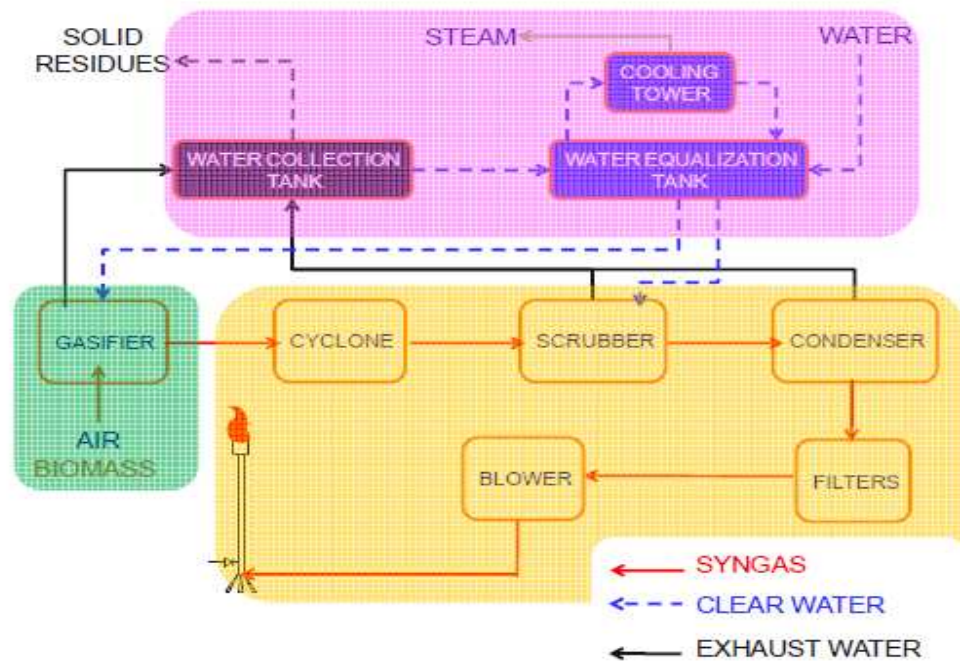 SOLID
RESIDUES
STEAM
WATER
COOLING
TOWER
WATER COLLECTION
TANK
WATER EQUALIZATION
TANK
GASIFIER
CYCLONE
SCRUBBER
CONDENSER
AIR
BIOMASS
BLOWER
FILTERS
SYNGAS
CLEAR WATER
EXHAUST WATER